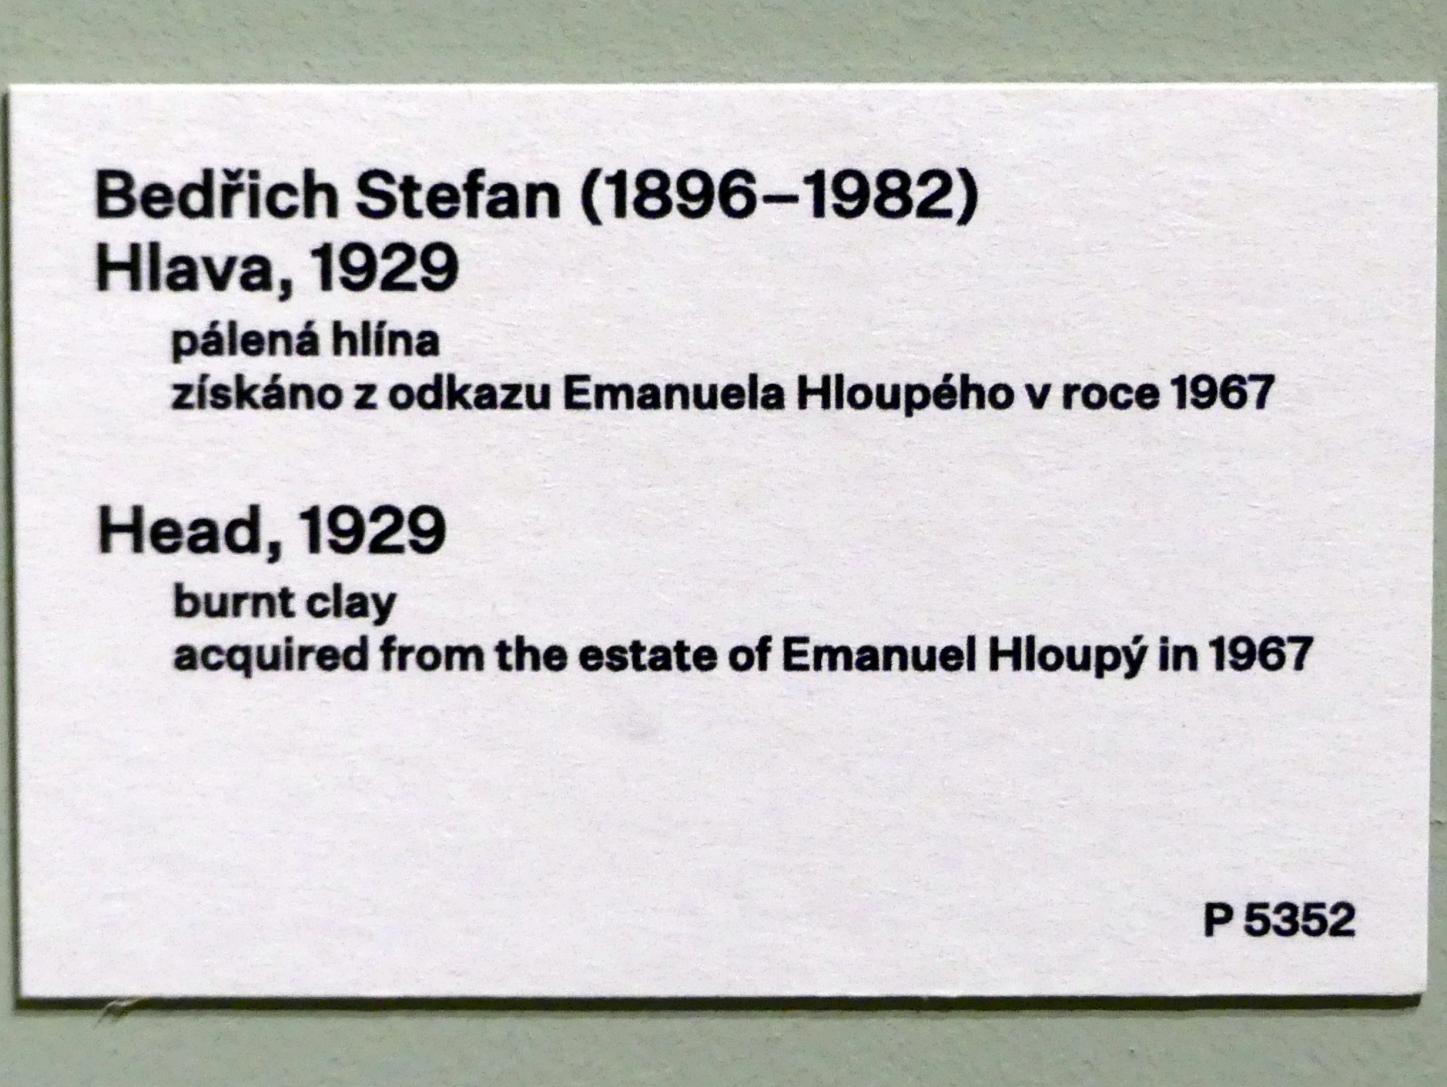 Bedřich Stefan (1896–1982)
Hlava, 1929
pálená hlína
získáno z odkazu Emanuela Hloupého v roce 1967
Head, 1929
burnt clay
acquired from the estate of Emanuel Hloupý in 1967
P 5352